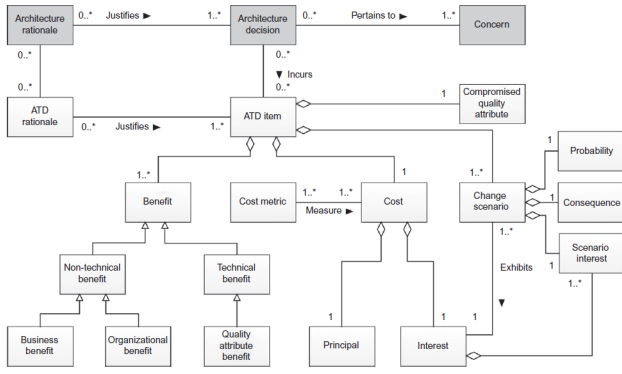 Architecture
rationale
0..*
Justifies ►
1..*
Architecture
decision
0..*
Pertains to ►
1..*
Concern
0..*
0..*
▼ Incurs
0..*
0..*
ATD
rationale
0..*
Justifies ►
1..*
ATD item
1
Compromised
quality
attribute
1..*
Benefit
Cost metric
1..*
1..*
Measure ►
1
Cost
1..*
Change
scenario
1..*
1
Probability
1
Consequence
1
Scenario
interest
1..*
Non-technical
benefit
Technical
benefit
Exhibits
▼
Business
benefit
Organizational
benefit
Quality
attribute
benefit
1
Principal
1
Interest
1